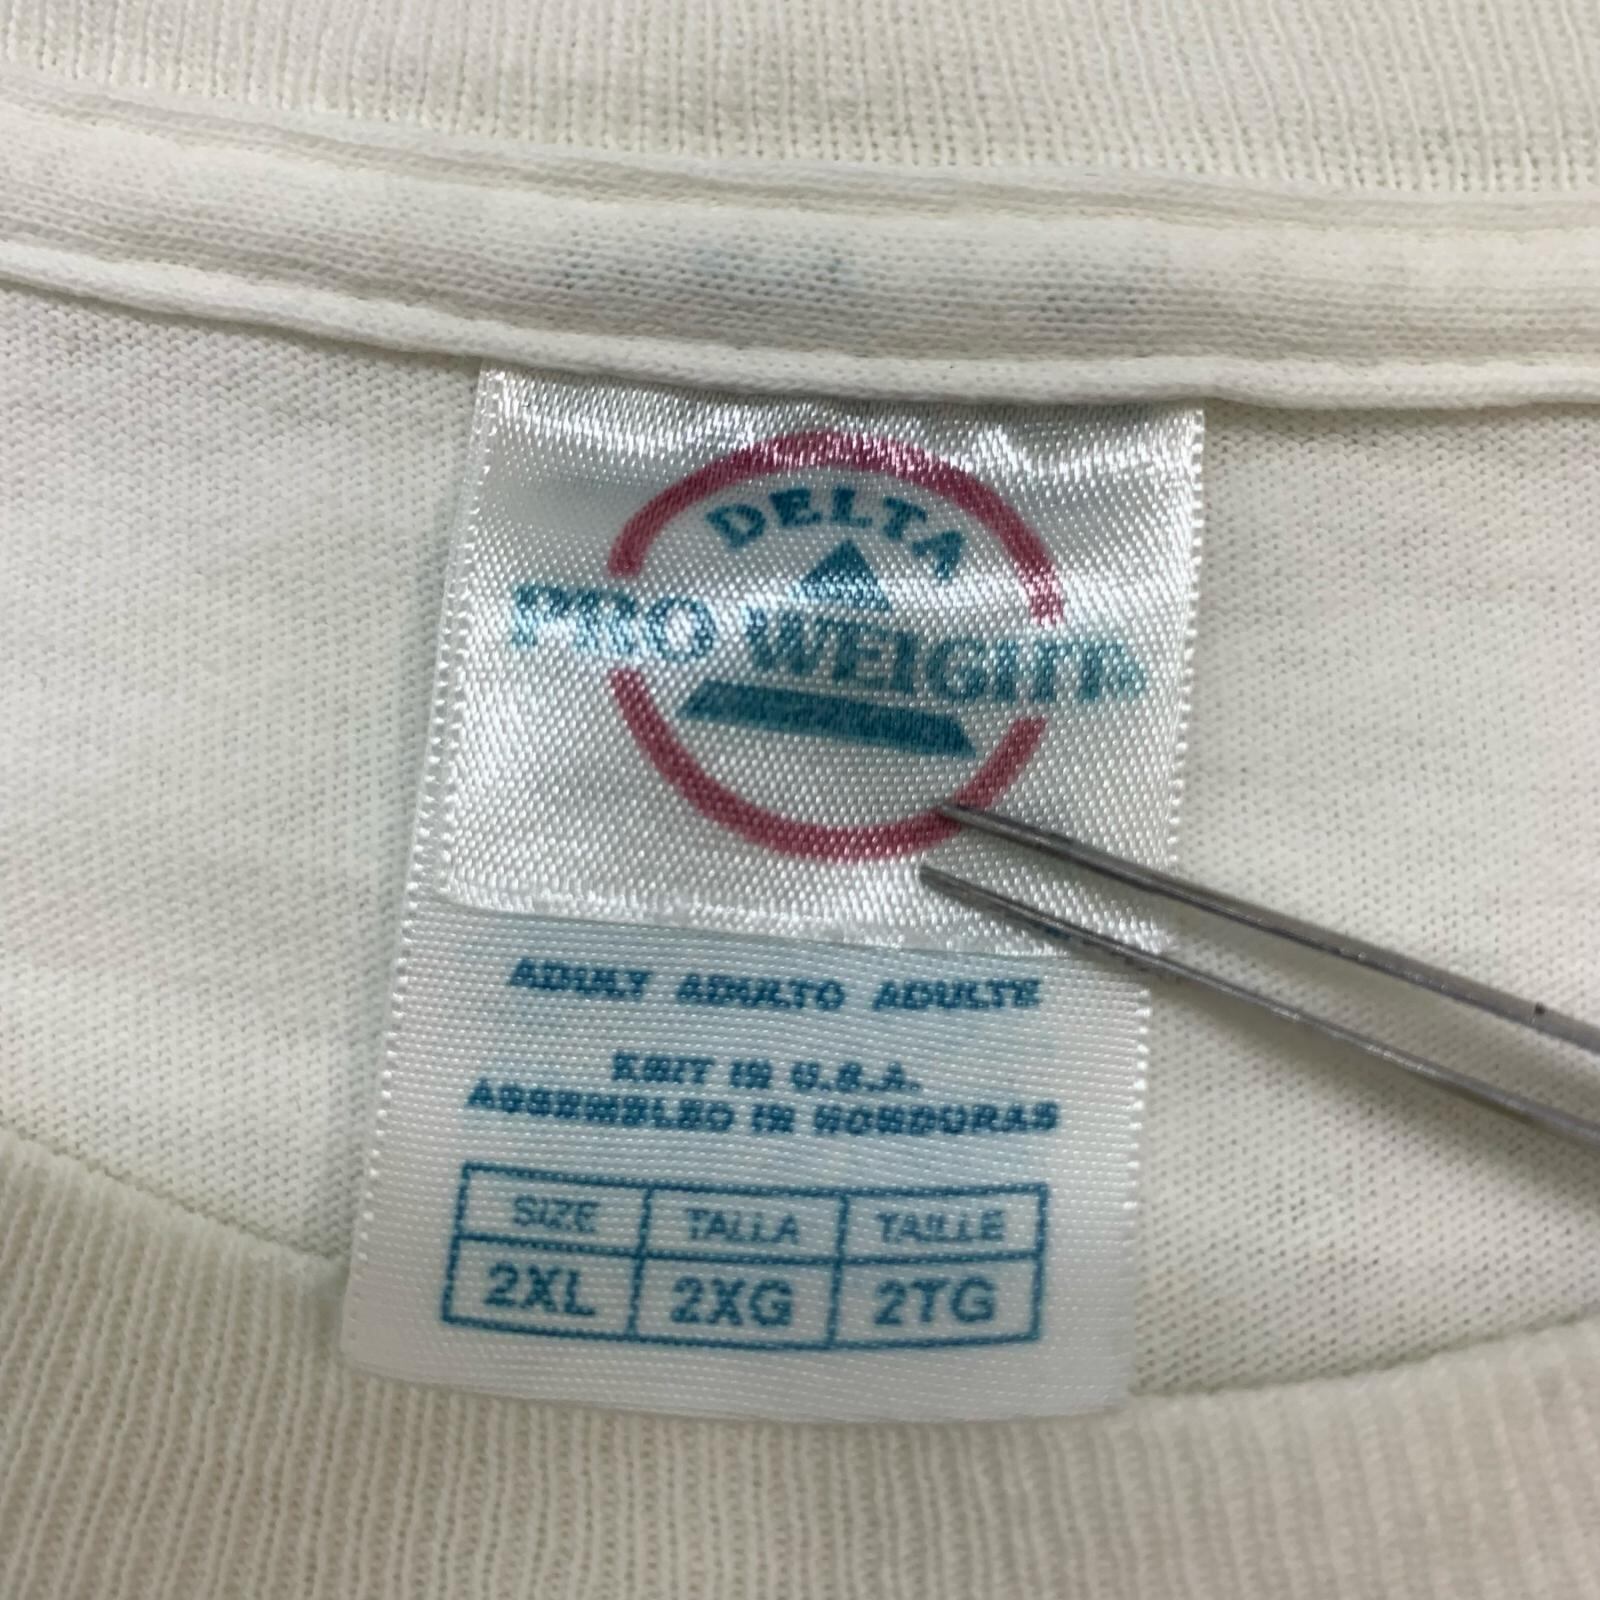 DELTA
PRO WEIGHT
ADULT ADULTO ADULTE
KNIT IN U.S.A.
ASSEMBLED IN HONDURAS
SIZE TALLA TAILLE
2XL 2XG 2TG